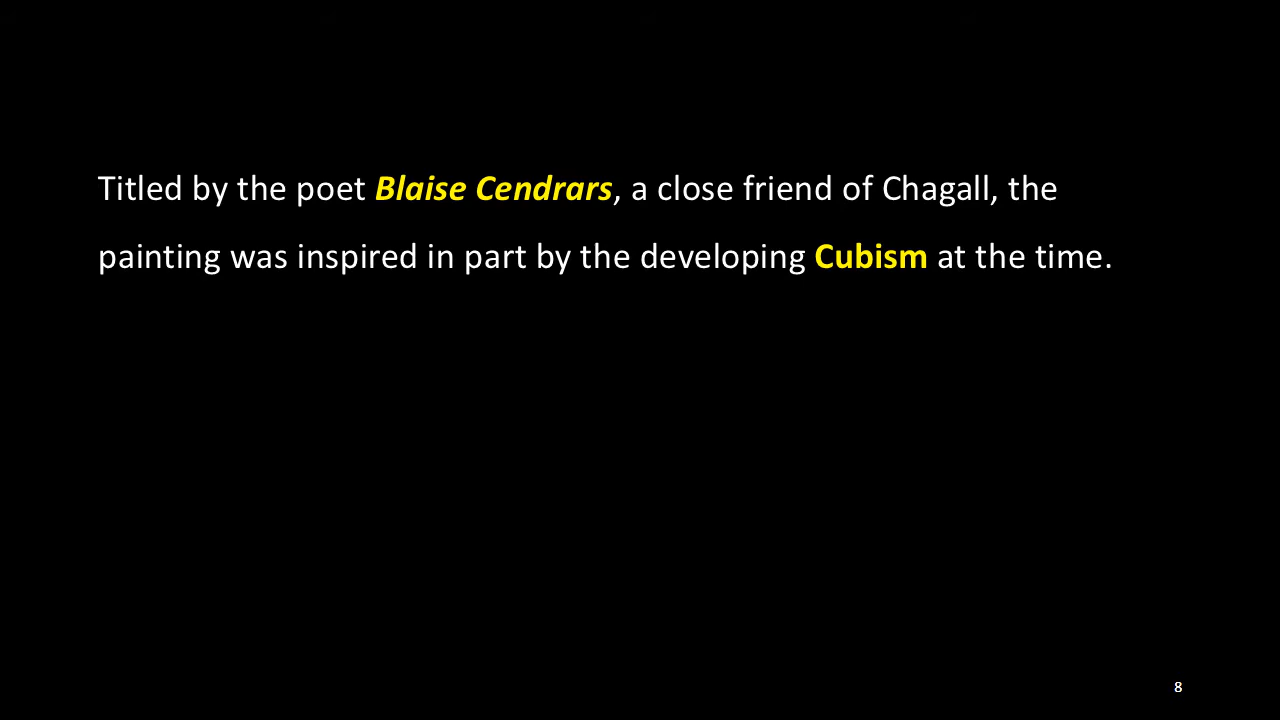 Titled by the poet Blaise Cendrars, a close friend of Chagall, the
painting was inspired in part by the developing Cubism at the time.
8